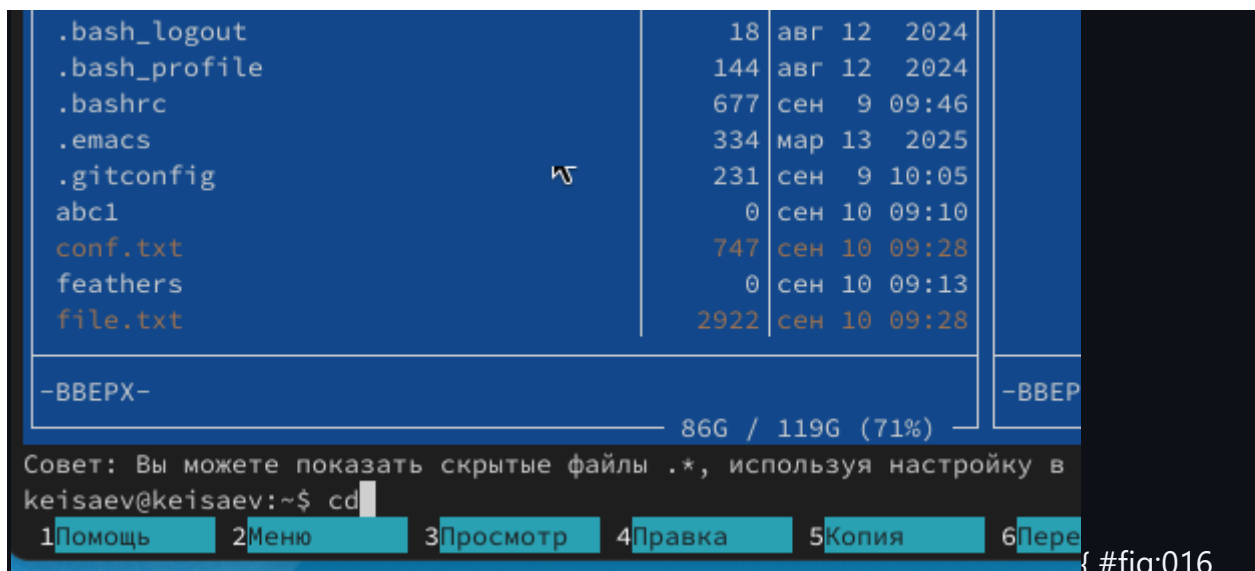 .bash_logout 18 авг 12 2024
.bash_profile 144 авг 12 2024
.bashrc 677 сен 9 09:46
.emacs 334 мар 13 2025
.gitconfig 231 сен 9 10:05
abc1 0 сен 10 09:10
conf.txt 747 сен 10 09:28
feathers 0 сен 10 09:13
file.txt 2922 сен 10 09:28
-ВВЕРХ- -ВВЕР
86G / 119G (71%)
Совет: Вы можете показать скрытые файлы .*, используя настройку в
keisaev@keisaev:~$ cd
1Помощь 2Меню 3Просмотр 4Правка 5Копия 6Пере
{ #fig:016